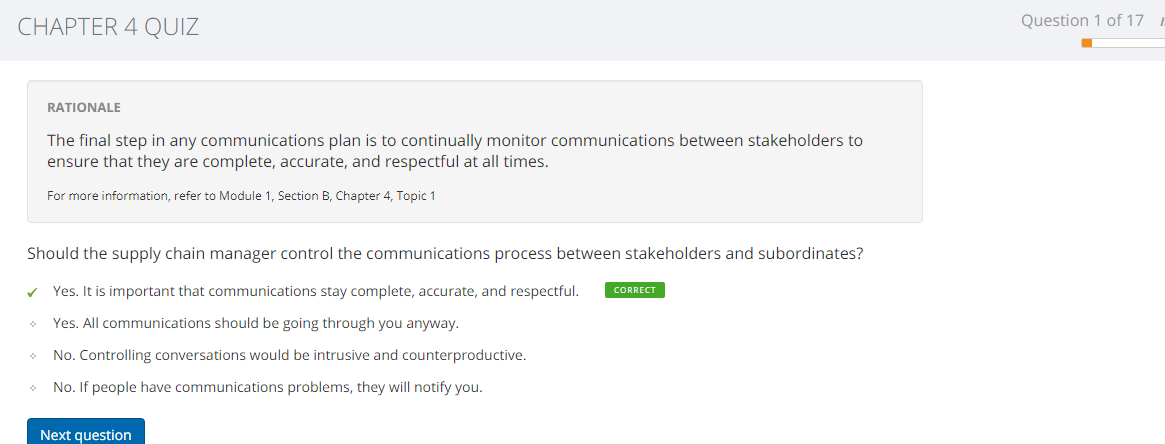 CHAPTER 4 QUIZ
Question 1 of 17
RATIONALE
The final step in any communications plan is to continually monitor communications between stakeholders to
ensure that they are complete, accurate, and respectful at all times.
For more information, refer to Module 1, Section B, Chapter 4, Topic 1
Should the supply chain manager control the communications process between stakeholders and subordinates?
Yes. It is important that communications stay complete, accurate, and respectful. CORRECT
Yes. All communications should be going through you anyway.
No. Controlling conversations would be intrusive and counterproductive.
No. If people have communications problems, they will notify you.
Next question